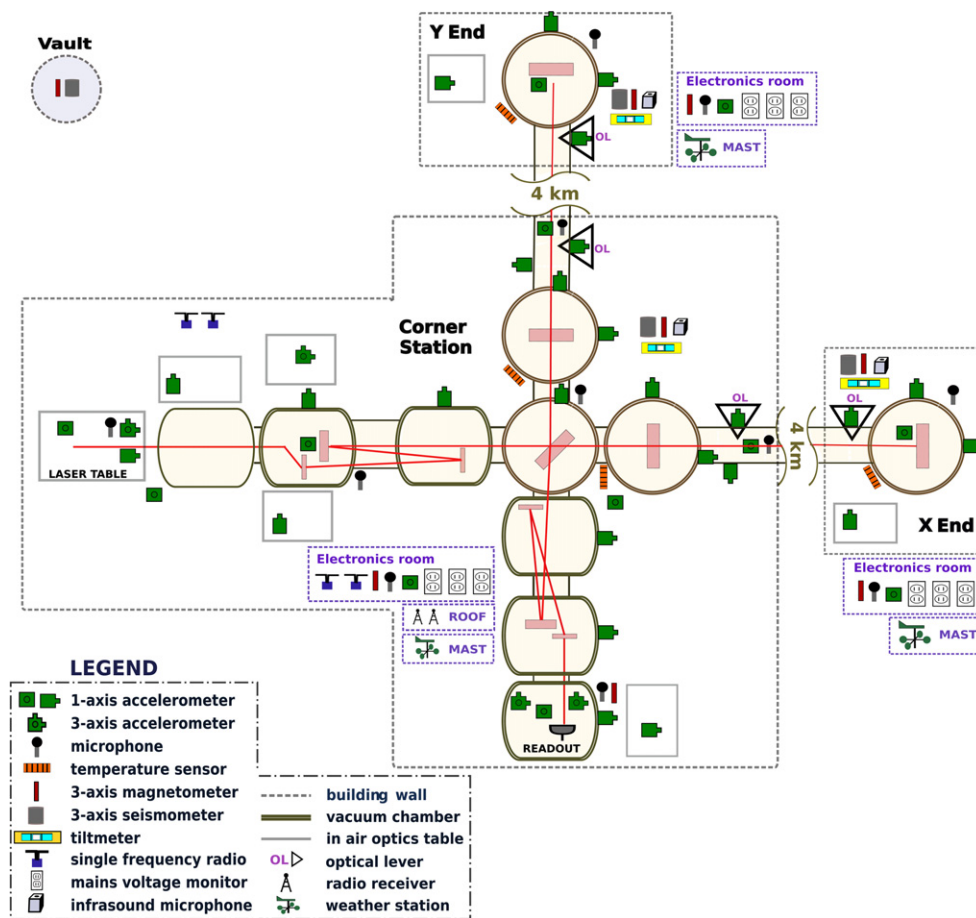 Vault
Y End
Electronics room
OL
MAST
4 km
OL
Corner
Station
OL
OL
4 km
LASER TABLE
X End
Electronics room
Electronics room
ROOF
MAST
MAST
READOUT
LEGEND
1-axis accelerometer
3-axis accelerometer
microphone
temperature sensor
3-axis magnetometer
3-axis seismometer
tiltmeter
single frequency radio
mains voltage monitor
infrasound microphone
building wall
vacuum chamber
in air optics table
OL optical lever
radio receiver
weather station